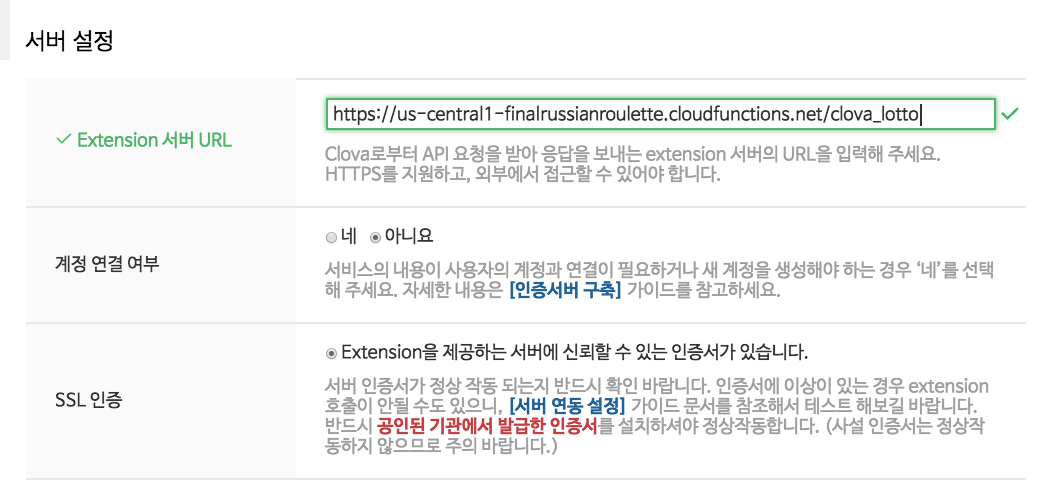 서버 설정
Extension 서버 URL
https://us-central1-finalrussianroulette.cloudfunctions.net/clova_lotto
Clova로부터 API 요청을 받아 응답을 보내는 extension 서버의 URL을 입력해 주세요.
HTTPS를 지원하고, 외부에서 접근할 수 있어야 합니다.
계정 연결 여부
네 아니요
서비스의 내용이 사용자의 계정과 연결이 필요하거나 새 계정을 생성해야 하는 경우 ‘네’를 선택
해 주세요. 자세한 내용은 [인증서버 구축] 가이드를 참고하세요.
SSL 인증
Extension을 제공하는 서버에 신뢰할 수 있는 인증서가 있습니다.
서버 인증서가 정상 작동 되는지 반드시 확인 바랍니다. 인증서에 이상이 있는 경우 extension
호출이 안될 수도 있으니, [서버 연동 설정] 가이드 문서를 참조해서 테스트 해보길 바랍니다.
반드시 공인된 기관에서 발급한 인증서를 설치하셔야 정상작동합니다. (사설 인증서는 정상작
동하지 않으므로 주의 바랍니다.)